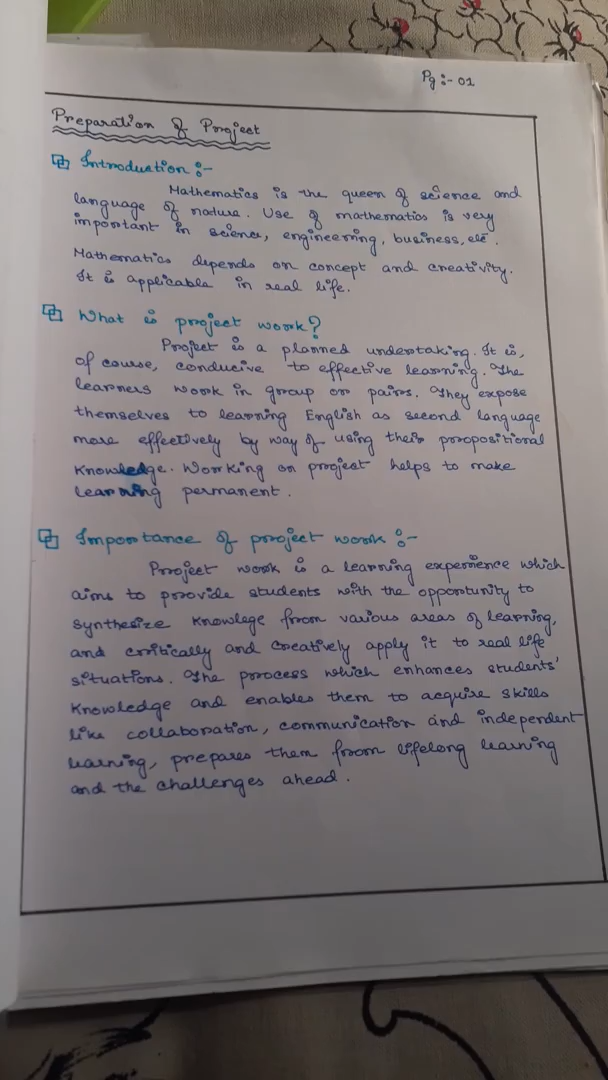 Pg :- 01
Preparation of Project
Introduction :-
Mathematics is the queen of science and
language of nature. Use of mathematics is very
important in science, engineering, business, etc.
Mathematics depends on concept and creativity.
It is applicable in real life.
What is project work?
Project is a planned undertaking. It is,
of course, conducive to effective learning. The
learners work in group or pairs. They expose
themselves to learning English as second language
more effectively by way of using their propositional
knowledge. Working on project helps to make
learning permanent.
Importance of project work :-
Project work is a learning experience which
aims to provide students with the opportunity to
synthesize knowlege from various areas of learning,
and critically and creatively apply it to real life
situations. The process which enhances students'
knowledge and enables them to acquire skills
like collaboration, communication and independent
learning, prepares them from lifelong learning
and the challenges ahead.